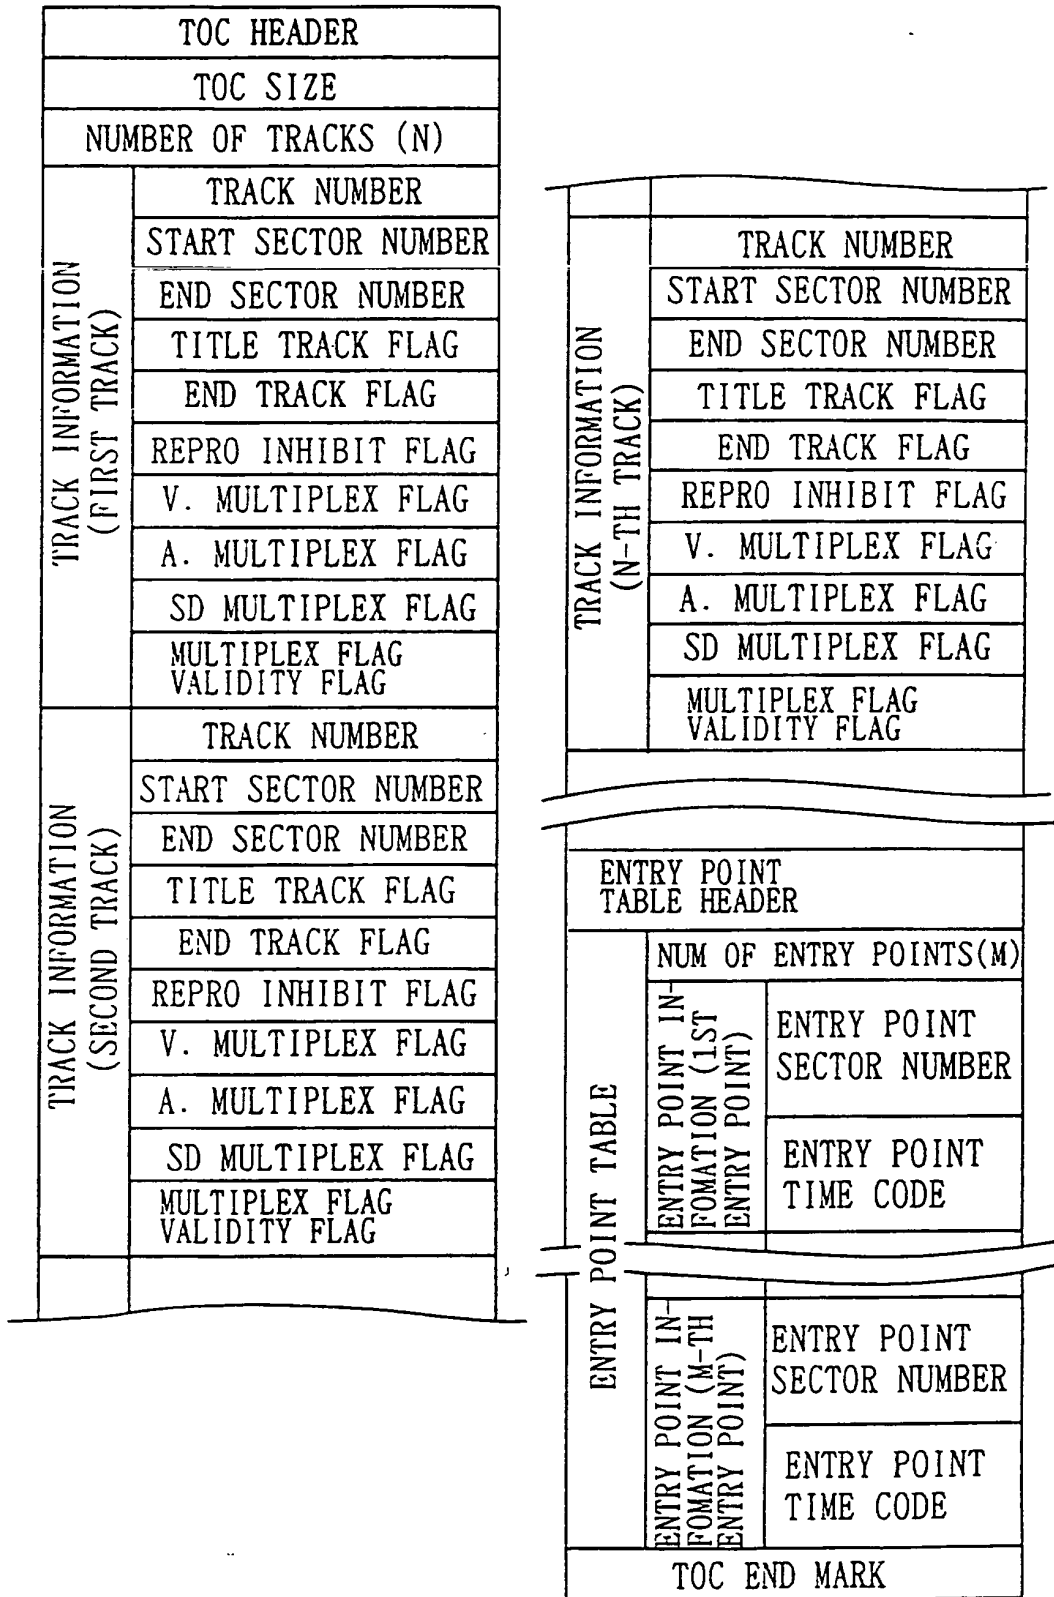 TOC HEADER
TOC SIZE
NUMBER OF TRACKS (N)
TRACK INFORMATION
(FIRST TRACK)
TRACK NUMBER
START SECTOR NUMBER
END SECTOR NUMBER
TITLE TRACK FLAG
END TRACK FLAG
REPRO INHIBIT FLAG
V. MULTIPLEX FLAG
A. MULTIPLEX FLAG
SD MULTIPLEX FLAG
MULTIPLEX FLAG
VALIDITY FLAG
TRACK INFORMATION
(SECOND TRACK)
TRACK NUMBER
START SECTOR NUMBER
END SECTOR NUMBER
TITLE TRACK FLAG
END TRACK FLAG
REPRO INHIBIT FLAG
V. MULTIPLEX FLAG
A. MULTIPLEX FLAG
SD MULTIPLEX FLAG
MULTIPLEX FLAG
VALIDITY FLAG
TRACK INFORMATION
(N-TH TRACK)
TRACK NUMBER
START SECTOR NUMBER
END SECTOR NUMBER
TITLE TRACK FLAG
END TRACK FLAG
REPRO INHIBIT FLAG
V. MULTIPLEX FLAG
A. MULTIPLEX FLAG
SD MULTIPLEX FLAG
MULTIPLEX FLAG
VALIDITY FLAG
ENTRY POINT
TABLE HEADER
ENTRY POINT TABLE
NUM OF ENTRY POINTS(M)
ENTRY POINT IN-
FOMATION (1ST
ENTRY POINT)
ENTRY POINT
SECTOR NUMBER
ENTRY POINT
TIME CODE
ENTRY POINT IN-
FOMATION (M-TH
ENTRY POINT)
ENTRY POINT
SECTOR NUMBER
ENTRY POINT
TIME CODE
TOC END MARK